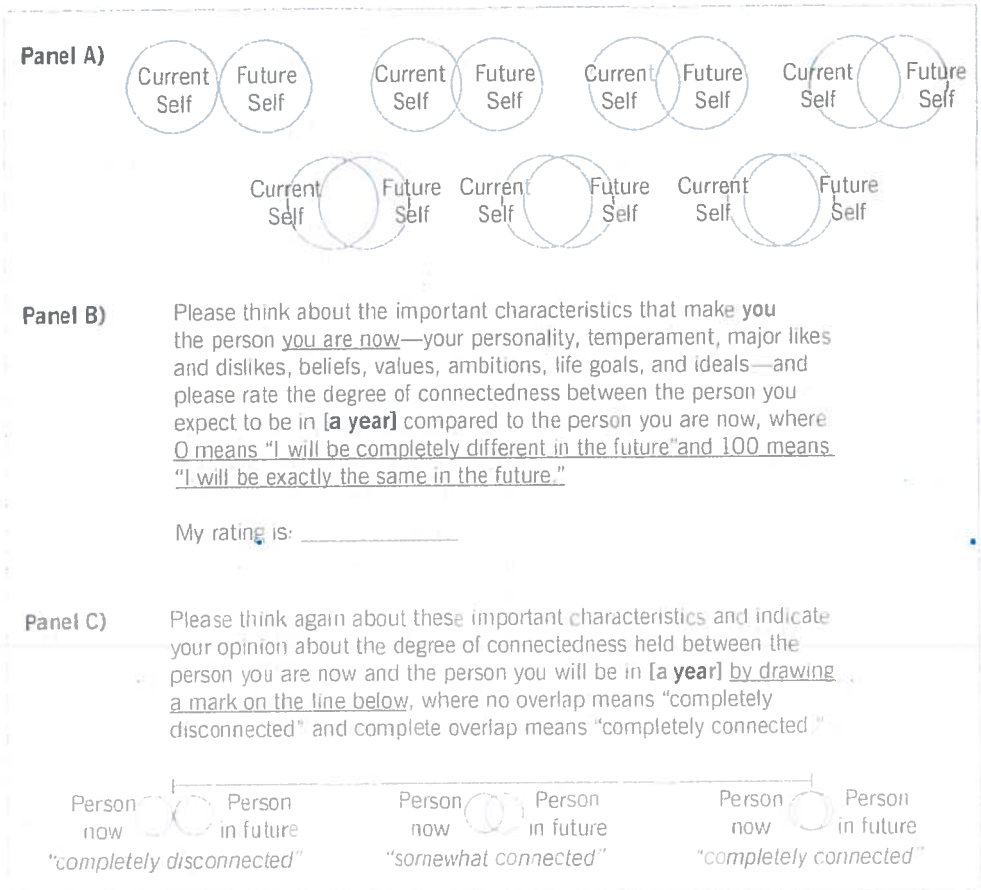 Panel A)
Current Self Future Self Current Self Future Self Current Self Future Self Current Self Future Self
Current Self Future Self Current Self Future Self Current Self Future Self
Panel B) Please think about the important characteristics that make you
the person you are now—your personality, temperament, major likes
and dislikes, beliefs, values, ambitions, life goals, and ideals—and
please rate the degree of connectedness between the person you
expect to be in [a year] compared to the person you are now, where
0 means "I will be completely different in the future"and 100 means
"I will be exactly the same in the future."
My rating is:
Panel C) Please think again about these important characteristics and indicate
your opinion about the degree of connectedness held between the
person you are now and the person you will be in [a year] by drawing
a mark on the line below, where no overlap means "completely
disconnected" and complete overlap means "completely connected."
Person now Person in future Person now Person in future Person now Person in future
"completely disconnected" "somewhat connected" "completely connected"